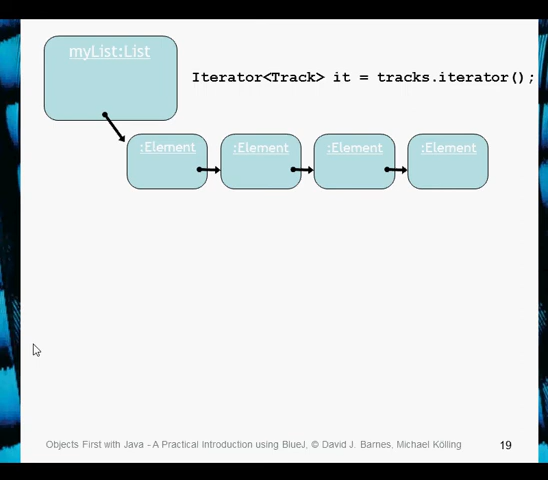 myList:List
Iterator<Track> it = tracks.iterator();
:Element
:Element
:Element
:Element
Objects First with Java - A Practical Introduction using BlueJ, © David J. Barnes, Michael Kölling
19